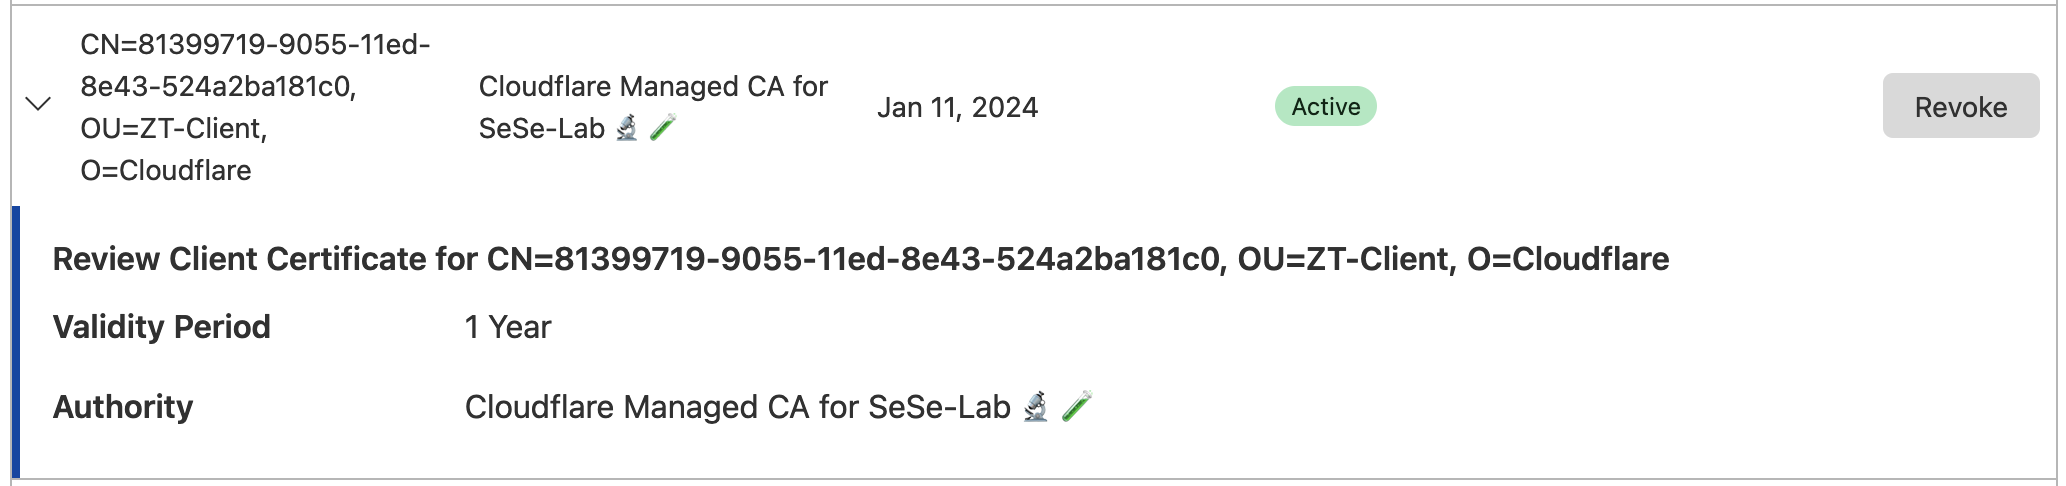 CN=81399719-9055-11ed-
8e43-524a2ba181c0,
OU=ZT-Client,
O=Cloudflare
Cloudflare Managed CA for
SeSe-Lab 🔬 🧪
Jan 11, 2024
Active
Revoke
Review Client Certificate for CN=81399719-9055-11ed-8e43-524a2ba181c0, OU=ZT-Client, O=Cloudflare
Validity Period 1 Year
Authority Cloudflare Managed CA for SeSe-Lab 🔬 🧪